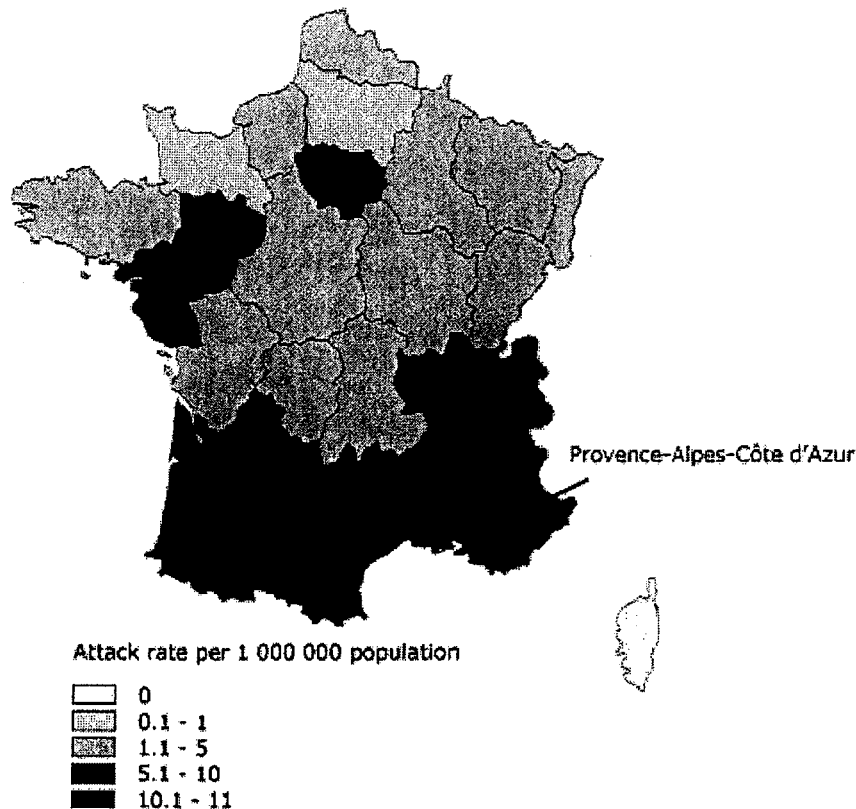 Provence-Alpes-Côte d'Azur
Attack rate per 1 000 000 population
0
0.1 - 1
1.1 - 5
5.1 - 10
10.1 - 11